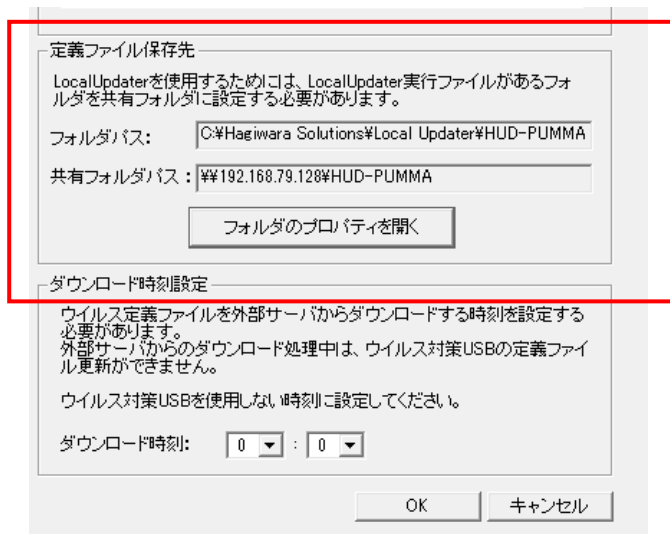 定義ファイル保存先
LocalUpdaterを使用するためには、LocalUpdater実行ファイルがあるフォ
ルダを共有フォルダに設定する必要があります。
フォルダパス: C:¥Hagiwara Solutions¥Local Updater¥HUD-PUMMA
共有フォルダパス: ¥¥192.168.79.128¥HUD-PUMMA
フォルダのプロパティを開く
ダウンロード時刻設定
ウイルス定義ファイルを外部サーバからダウンロードする時刻を設定する
必要があります。
外部サーバからのダウンロード処理中は、ウイルス対策USBの定義ファイ
ル更新ができません。
ウイルス対策USBを使用しない時刻に設定してください。
ダウンロード時刻: 0 : 0
OK キャンセル